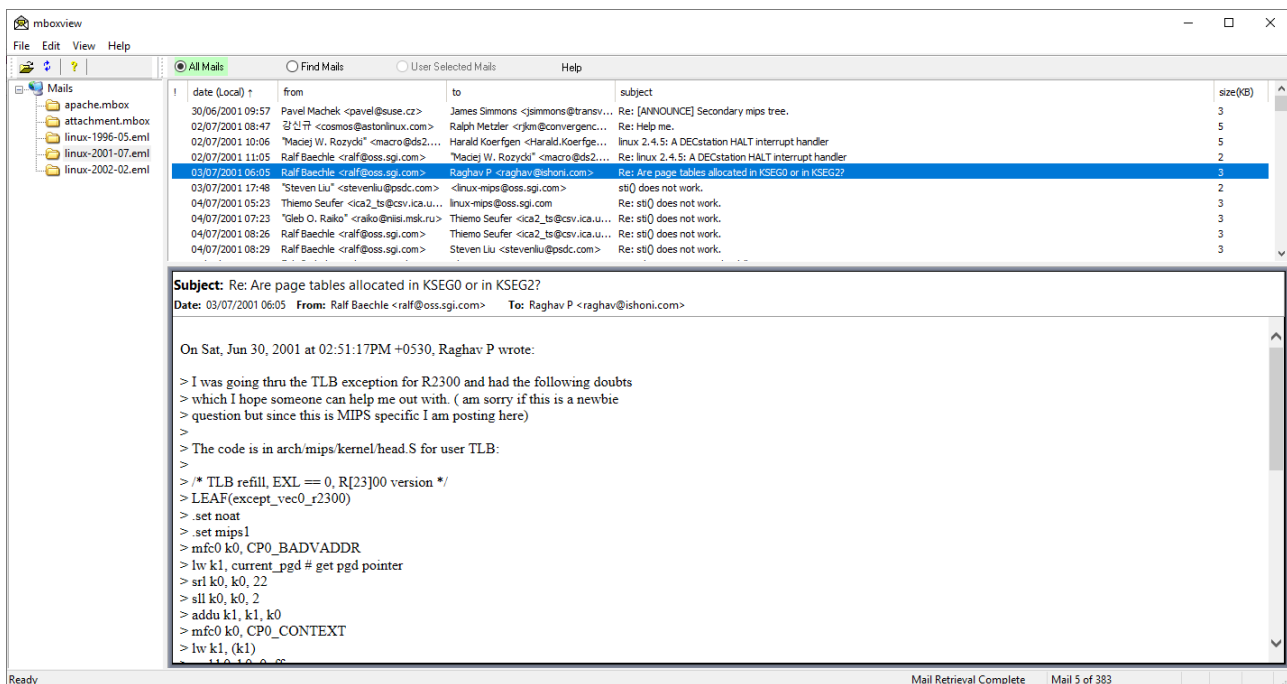 mboxview
File Edit View Help
? All Mails Find Mails User Selected Mails Help
Mails
apache.mbox
attachment.mbox
linux-1996-05.eml
linux-2001-07.eml
linux-2002-02.eml
! date (Local) ↑ from to subject size(KB)
30/06/2001 09:57 Pavel Machek <pavel@suse.cz> James Simmons <jsimmons@transv... Re: [ANNOUNCE] Secondary mips tree. 3
02/07/2001 08:47 강신규 <cosmos@astonlinux.com> Ralph Metzler <rjkm@convergenc... Re: Help me. 5
02/07/2001 10:06 "Maciej W. Rozycki" <macro@ds2.... Harald Koerfgen <Harald.Koerfge... linux 2.4.5: A DECstation HALT interrupt handler 5
02/07/2001 11:05 Ralf Baechle <ralf@oss.sgi.com> "Maciej W. Rozycki" <macro@ds2.... Re: linux 2.4.5: A DECstation HALT interrupt handler 2
03/07/2001 06:05 Ralf Baechle <ralf@oss.sgi.com> Raghav P <raghav@ishoni.com> Re: Are page tables allocated in KSEG0 or in KSEG2? 3
03/07/2001 17:48 "Steven Liu" <stevenliu@psdc.com> <linux-mips@oss.sgi.com> sti() does not work. 2
04/07/2001 05:23 Thiemo Seufer <ica2_ts@csv.ica.u... linux-mips@oss.sgi.com Re: sti() does not work. 3
04/07/2001 07:23 "Gleb O. Raiko" <raiko@niisi.msk.ru> Thiemo Seufer <ica2_ts@csv.ica.u... Re: sti() does not work. 3
04/07/2001 08:26 Ralf Baechle <ralf@oss.sgi.com> Thiemo Seufer <ica2_ts@csv.ica.u... Re: sti() does not work. 3
04/07/2001 08:29 Ralf Baechle <ralf@oss.sgi.com> Steven Liu <stevenliu@psdc.com> Re: sti() does not work. 3
Subject: Re: Are page tables allocated in KSEG0 or in KSEG2?
Date: 03/07/2001 06:05 From: Ralf Baechle <ralf@oss.sgi.com> To: Raghav P <raghav@ishoni.com>
On Sat, Jun 30, 2001 at 02:51:17PM +0530, Raghav P wrote:
> I was going thru the TLB exception for R2300 and had the following doubts
> which I hope someone can help me out with. ( am sorry if this is a newbie
> question but since this is MIPS specific I am posting here)
>
> The code is in arch/mips/kernel/head.S for user TLB:
>
> /* TLB refill, EXL == 0, R[23]00 version */
> LEAF(except_vec0_r2300)
> .set noat
> .set mips1
> mfc0 k0, CP0_BADVADDR
> lw k1, current_pgd # get pgd pointer
> srl k0, k0, 22
> sll k0, k0, 2
> addu k1, k1, k0
> mfc0 k0, CP0_CONTEXT
> lw k1, (k1)
Ready Mail Retrieval Complete Mail 5 of 383